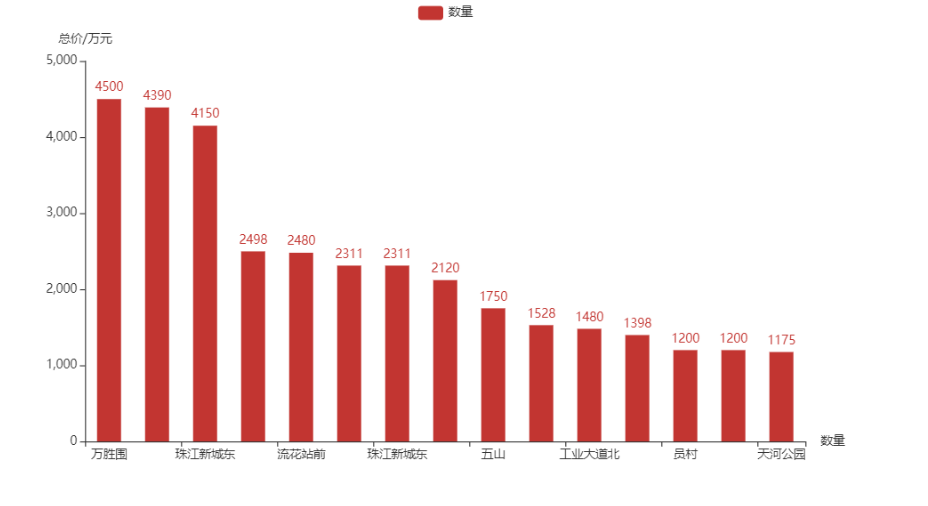 数量
总价/万元
5,000
4,000
3,000
2,000
1,000
0
4500
4390
4150
2498
2480
2311
2311
2120
1750
1528
1480
1398
1200
1200
1175
万胜围
珠江新城东
流花站前
珠江新城东
五山
工业大道北
员村
天河公园
数量